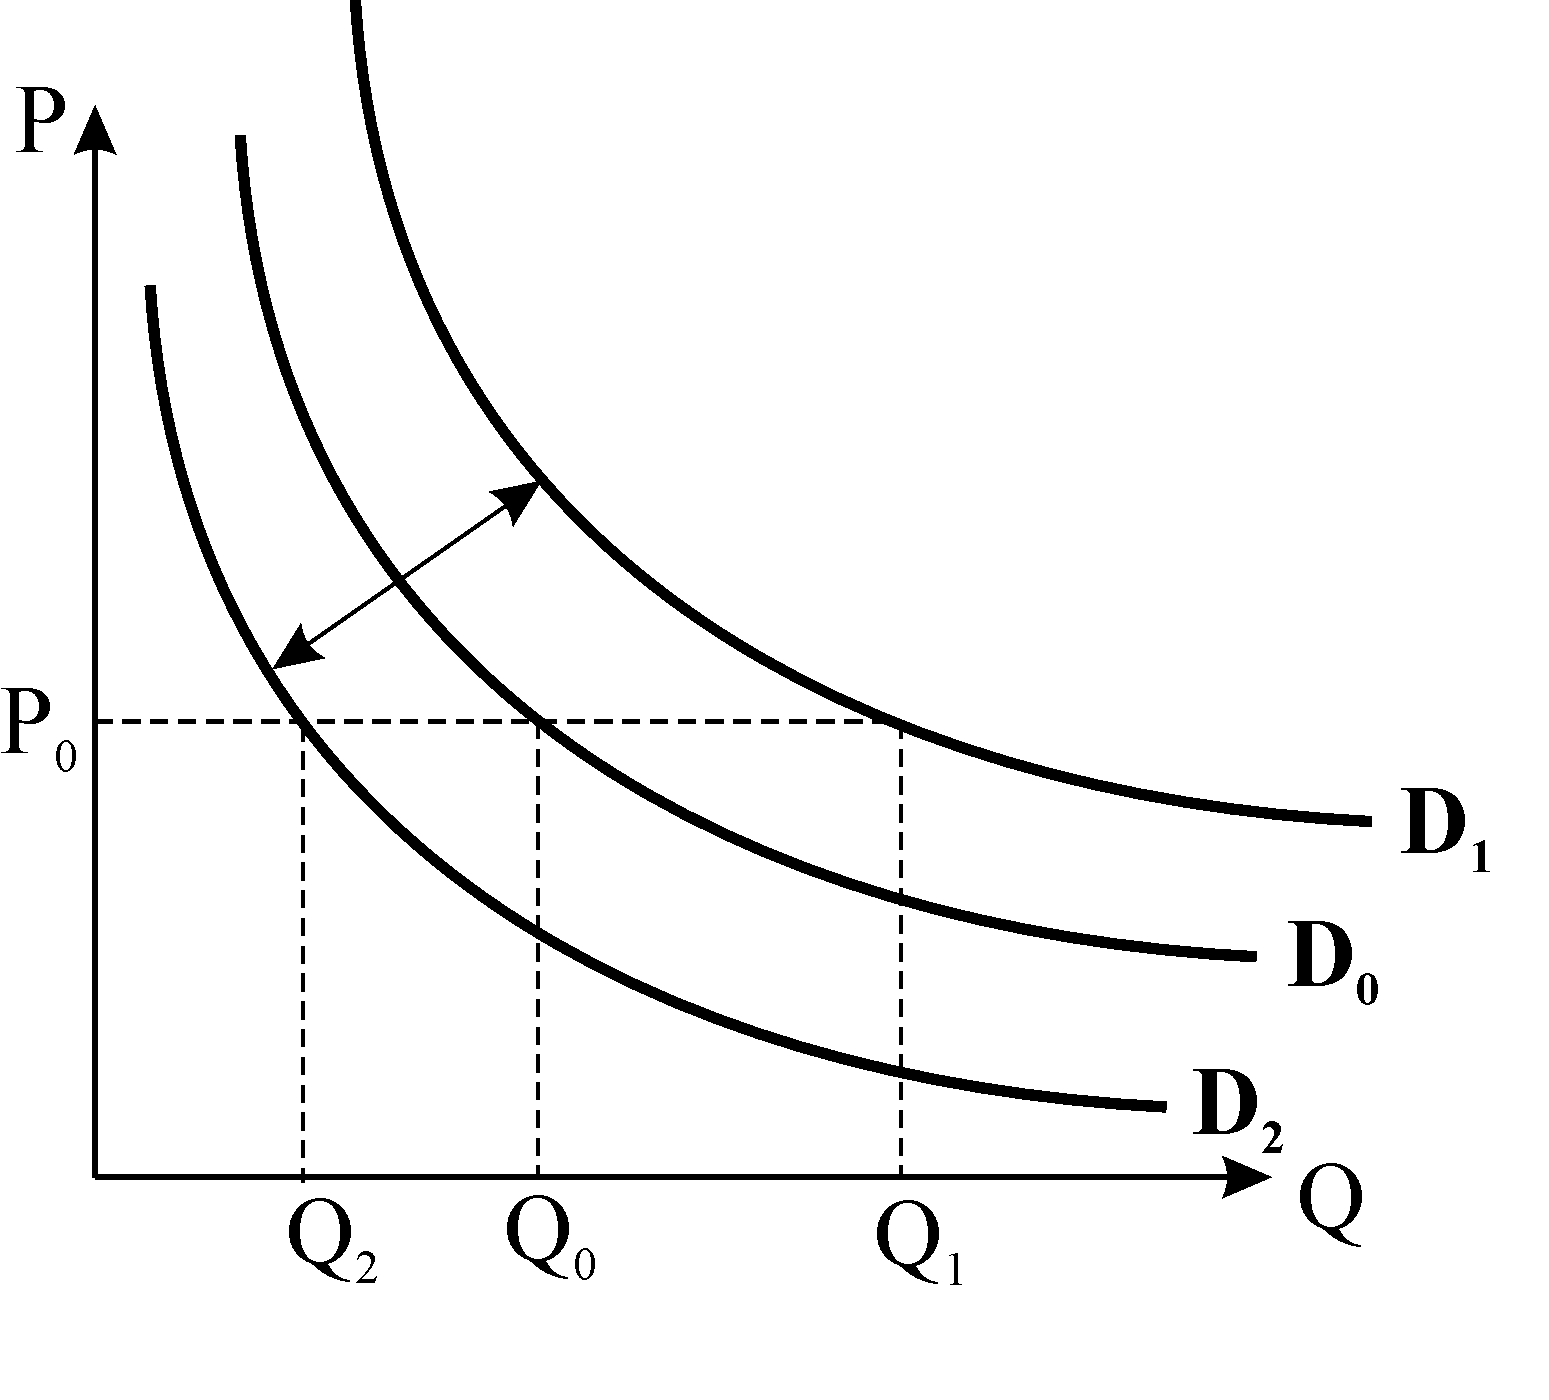 P
P₀
D₁
D₀
D₂
Q
Q₂ Q₀ Q₁